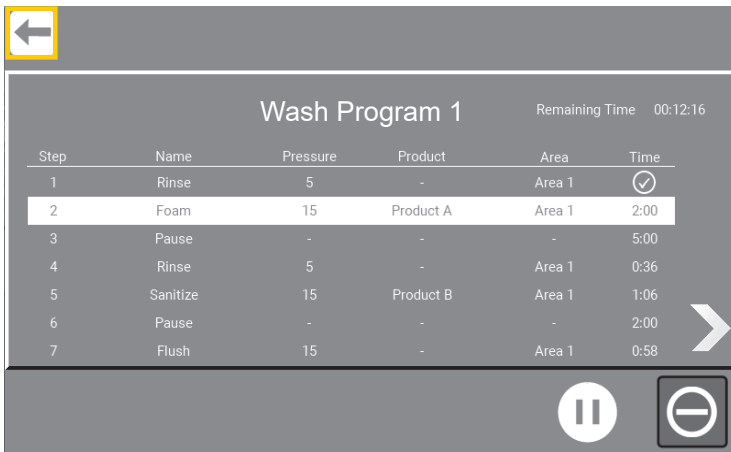 Wash Program 1
Remaining Time 00:12:16
Step Name Pressure Product Area Time
1 Rinse 5 - Area 1
2 Foam 15 Product A Area 1 2:00
3 Pause - - - 5:00
4 Rinse 5 - Area 1 0:36
5 Sanitize 15 Product B Area 1 1:06
6 Pause - - - 2:00
7 Flush 15 - Area 1 0:58